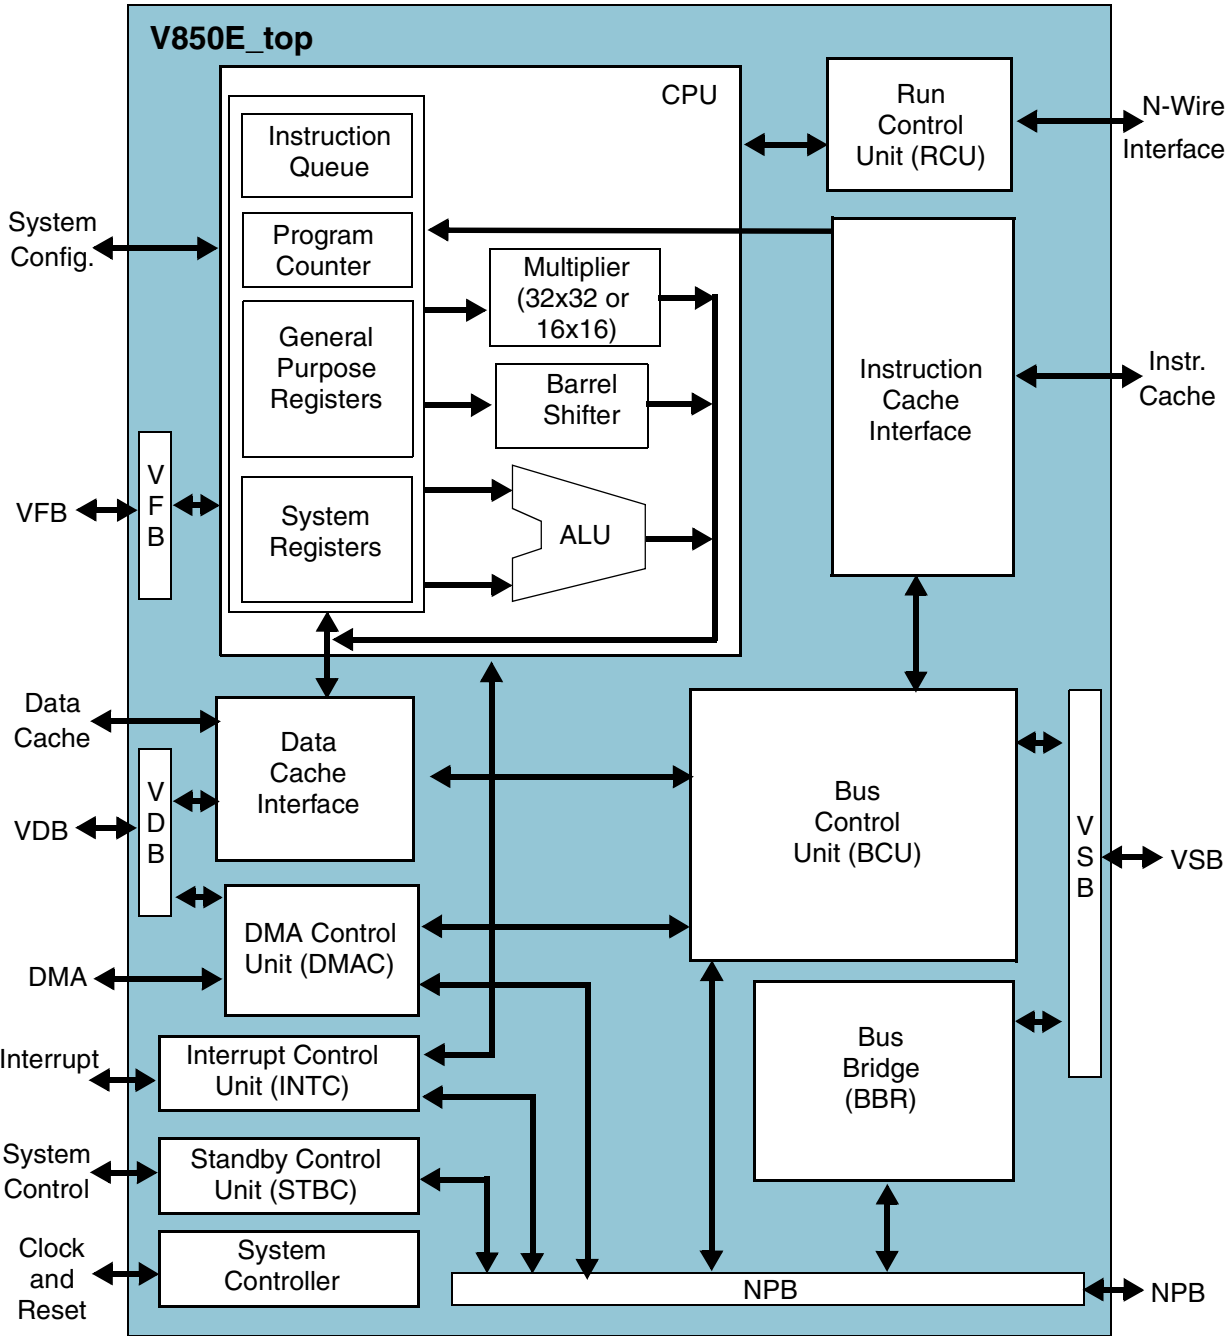 V850E_top
CPU
Instruction
Queue
Program
Counter
General
Purpose
Registers
System
Registers
Multiplier
(32x32 or
16x16)
Barrel
Shifter
ALU
Run
Control
Unit (RCU)
N-Wire
Interface
System
Config.
Instruction
Cache
Interface
Instr.
Cache
VFB
V
F
B
Data
Cache
Data
Cache
Interface
VDB
V
D
B
Bus
Control
Unit (BCU)
V
S
B
VSB
DMA Control
Unit (DMAC)
DMA
Interrupt
Interrupt Control
Unit (INTC)
Bus
Bridge
(BBR)
System
Control
Standby Control
Unit (STBC)
Clock
and
Reset
System
Controller
NPB
NPB